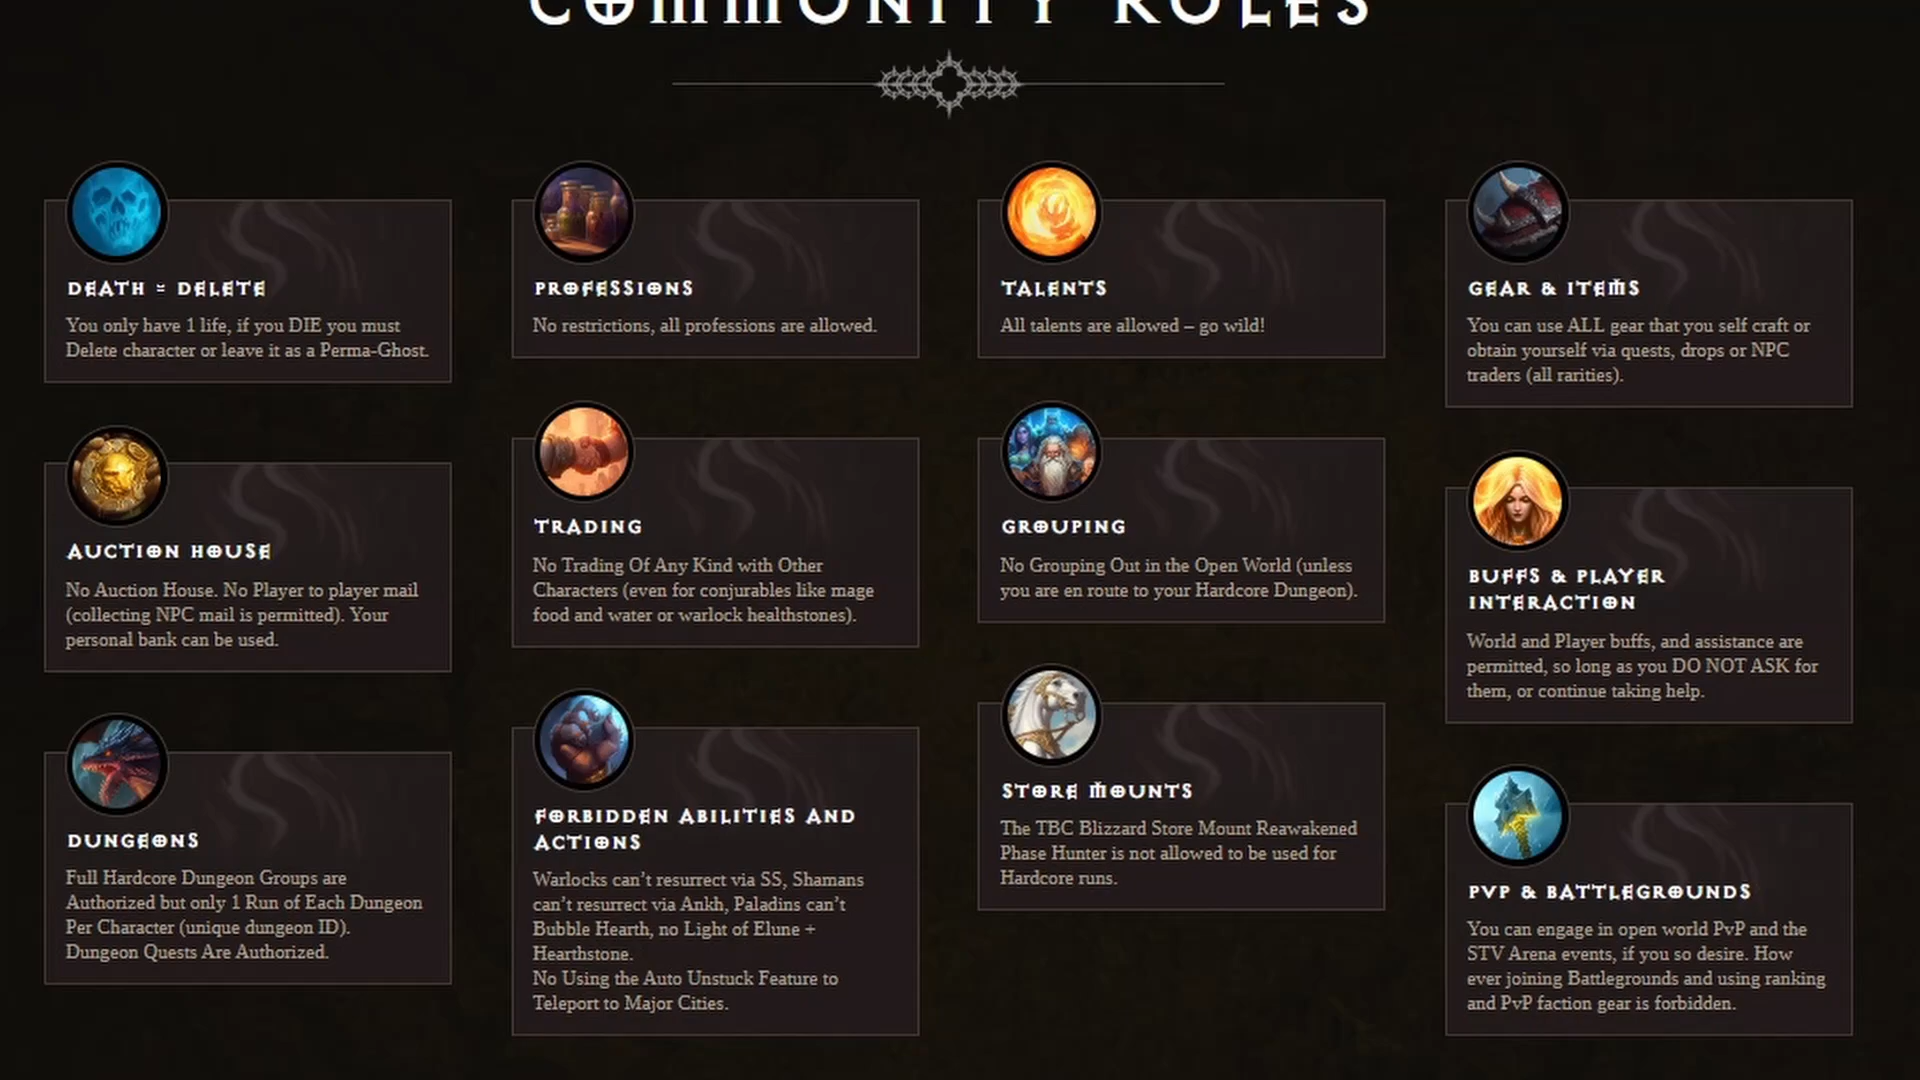 COMMUNITY RULES
DEATH = DELETE
You only have 1 life, if you DIE you must
Delete character or leave it as a Perma-Ghost.
AUCTION HOUSE
No Auction House. No Player to player mail
(collecting NPC mail is permitted). Your
personal bank can be used.
DUNGEONS
Full Hardcore Dungeon Groups are
Authorized but only 1 Run of Each Dungeon
Per Character (unique dungeon ID).
Dungeon Quests Are Authorized.
PROFESSIONS
No restrictions, all professions are allowed.
TRADING
No Trading Of Any Kind with Other
Characters (even for conjurables like mage
food and water or warlock healthstones).
FORBIDDEN ABILITIES AND
ACTIONS
Warlocks can’t resurrect via SS, Shamans
can’t resurrect via Ankh, Paladins can’t
Bubble Hearth, no Light of Elune +
Hearthstone.
No Using the Auto Unstuck Feature to
Teleport to Major Cities.
TALENTS
All talents are allowed – go wild!
GROUPING
No Grouping Out in the Open World (unless
you are en route to your Hardcore Dungeon).
STORE MOUNTS
The TBC Blizzard Store Mount Reawakened
Phase Hunter is not allowed to be used for
Hardcore runs.
GEAR & ITEMS
You can use ALL gear that you self craft or
obtain yourself via quests, drops or NPC
traders (all rarities).
BUFFS & PLAYER
INTERACTION
World and Player buffs, and assistance are
permitted, so long as you DO NOT ASK for
them, or continue taking help.
PVP & BATTLEGROUNDS
You can engage in open world PvP and the
STV Arena events, if you so desire. How
ever joining Battlegrounds and using ranking
and PvP faction gear is forbidden.